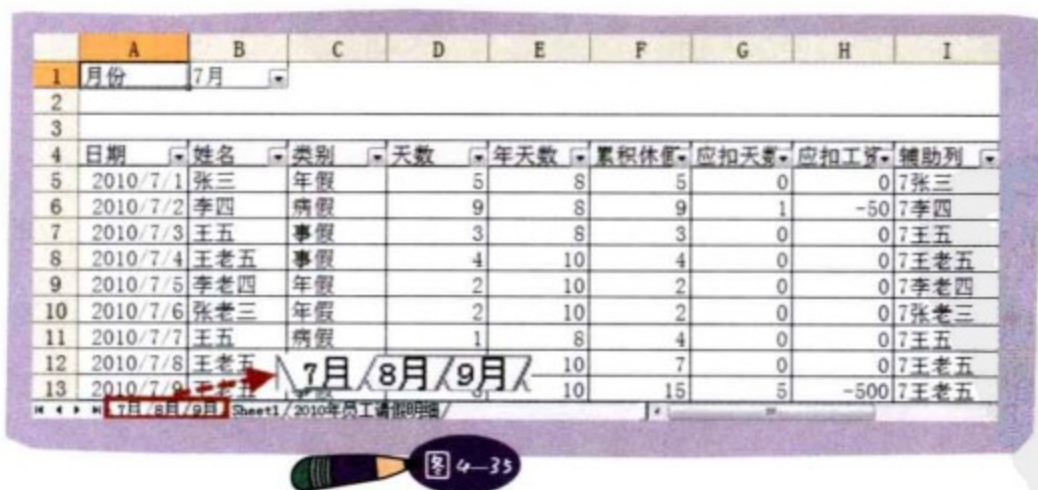 A B C D E F G H I
1 月份 7月
2
3
4 日期 姓名 类别 天数 年天数 累积休假 应扣天数 应扣工资 辅助列
5 2010/7/1 张三 年假 5 8 5 0 0 7张三
6 2010/7/2 李四 病假 9 8 9 1 -50 7李四
7 2010/7/3 王五 事假 3 8 3 0 0 7王五
8 2010/7/4 王老五 事假 4 10 4 0 0 7王老五
9 2010/7/5 李老四 年假 2 10 2 0 0 7李老四
10 2010/7/6 张老三 年假 2 10 2 0 0 7张老三
11 2010/7/7 王五 病假 1 8 4 0 0 7王五
12 2010/7/8 王老五 10 7 0 0 7王老五
13 2010/7/9 王老五 10 15 5 -500 7王老五
7月/8月/9月
7月/8月/9月/Sheet1/2010年员工请假明细/
图4—35